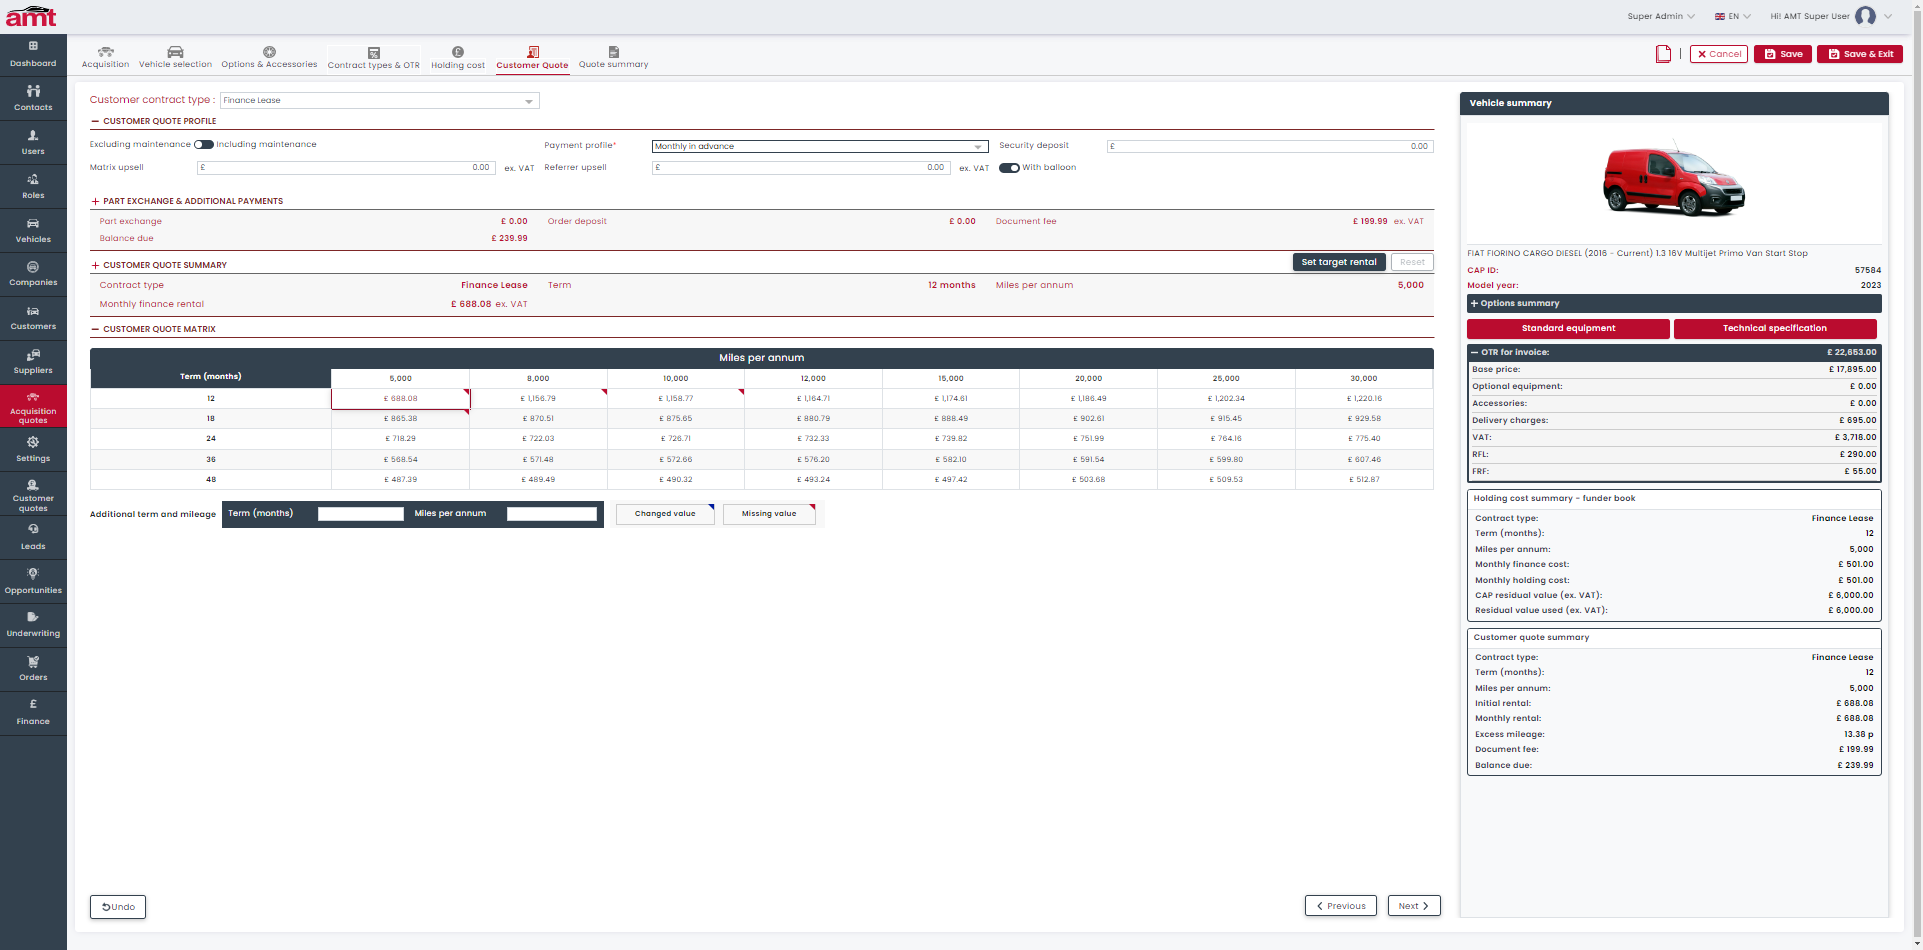 amt
Super Admin
EN
Hi! AMT Super User
Dashboard
Contacts
Users
Roles
Vehicles
Companies
Customers
Suppliers
Acquisition
quotes
Settings
Customer
quotes
Leads
Opportunities
Underwriting
Orders
Finance
Acquisition
Vehicle selection
Options & Accessories
Contract types & OTR
Holding cost
Customer Quote
Quote summary
Cancel
Save
Save & Exit
Customer contract type : Finance Lease
CUSTOMER QUOTE PROFILE
Excluding maintenance Including maintenance
Payment profile* Monthly in advance
Security deposit £ 0.00
Matrix upsell £ 0.00 ex. VAT
Referrer upsell £ 0.00 ex. VAT
With balloon
PART EXCHANGE & ADDITIONAL PAYMENTS
Part exchange £ 0.00 Order deposit £ 0.00 Document fee £ 199.99 ex. VAT
Balance due £ 239.99
CUSTOMER QUOTE SUMMARY
Set target rental Reset
Contract type Finance Lease Term 12 months Miles per annum 5,000
Monthly finance rental £ 688.08 ex. VAT
CUSTOMER QUOTE MATRIX
Miles per annum
Term (months) 5,000 8,000 10,000 12,000 15,000 20,000 25,000 30,000
12 £ 688.08 £ 1,156.79 £ 1,158.77 £ 1,164.71 £ 1,174.61 £ 1,186.49 £ 1,202.34 £ 1,220.16
18 £ 865.38 £ 870.51 £ 875.65 £ 880.79 £ 888.49 £ 902.61 £ 915.45 £ 929.58
24 £ 718.29 £ 722.03 £ 726.71 £ 732.33 £ 739.82 £ 751.99 £ 764.16 £ 775.40
36 £ 568.54 £ 571.48 £ 572.66 £ 576.20 £ 582.10 £ 591.54 £ 599.80 £ 607.46
48 £ 487.39 £ 489.49 £ 490.32 £ 493.24 £ 497.42 £ 503.68 £ 509.53 £ 512.87
Additional term and mileage Term (months) Miles per annum Changed value Missing value
Undo
Previous
Next
Vehicle summary
FIAT FIORINO CARGO DIESEL (2016 - Current) 1.3 16V Multijet Primo Van Start Stop
CAP ID: 57584
Model year: 2023
Options summary
Standard equipment
Technical specification
OTR for invoice: £ 22,653.00
Base price: £ 17,895.00
Optional equipment: £ 0.00
Accessories: £ 0.00
Delivery charges: £ 695.00
VAT: £ 3,718.00
RFL: £ 290.00
FRF: £ 55.00
Holding cost summary - funder book
Contract type: Finance Lease
Term (months): 12
Miles per annum: 5,000
Monthly finance cost: £ 501.00
Monthly holding cost: £ 501.00
CAP residual value (ex. VAT): £ 6,000.00
Residual value used (ex. VAT): £ 6,000.00
Customer quote summary
Contract type: Finance Lease
Term (months): 12
Miles per annum: 5,000
Initial rental: £ 688.08
Monthly rental: £ 688.08
Excess mileage: 13.38 p
Document fee: £ 199.99
Balance due: £ 239.99